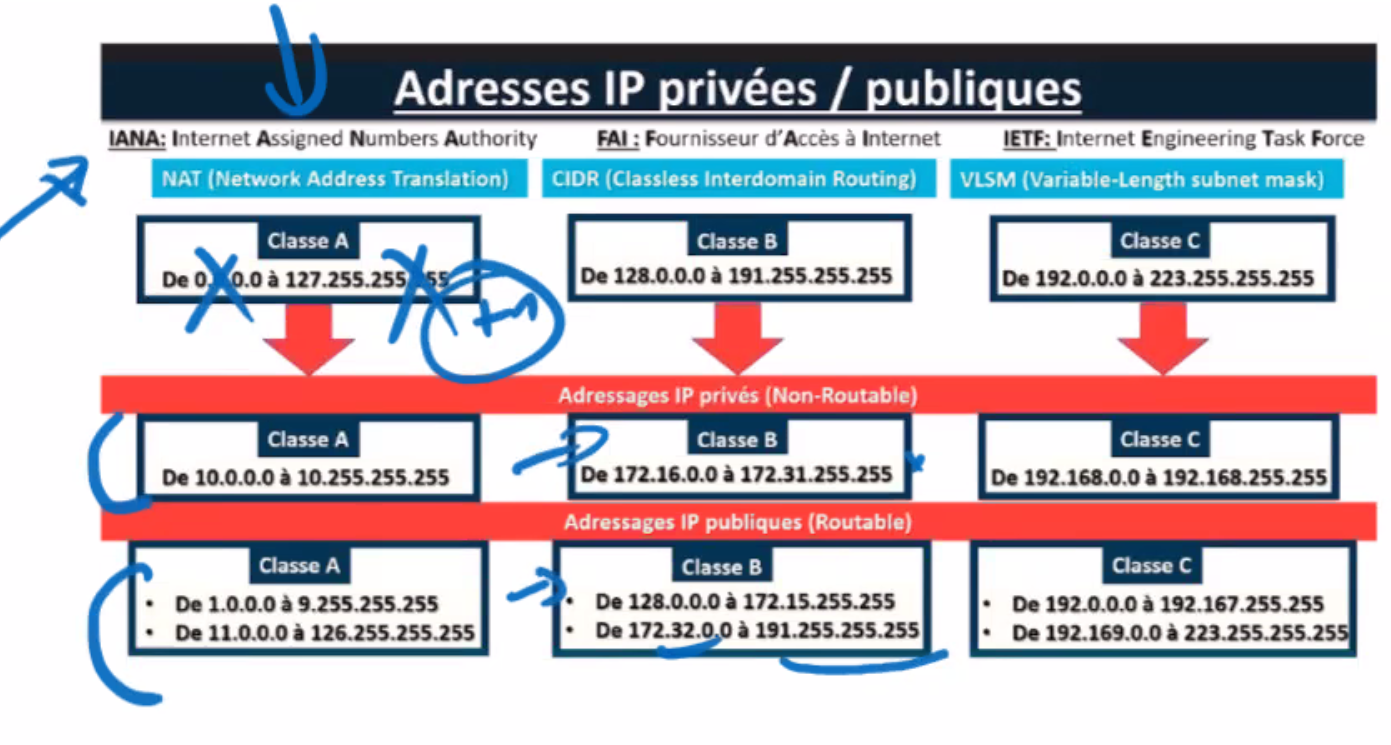 Adresses IP privées / publiques
IANA: Internet Assigned Numbers Authority
FAI : Fournisseur d'Accès à Internet
IETF: Internet Engineering Task Force
NAT (Network Address Translation)
CIDR (Classless Interdomain Routing)
VLSM (Variable-Length subnet mask)
Classe A
De 0. .0.0 à 127.255.255. 55
Classe B
De 128.0.0.0 à 191.255.255.255
Classe C
De 192.0.0.0 à 223.255.255.255
Adressages IP privés (Non-Routable)
Classe A
De 10.0.0.0 à 10.255.255.255
Classe B
De 172.16.0.0 à 172.31.255.255
Classe C
De 192.168.0.0 à 192.168.255.255
Adressages IP publiques (Routable)
Classe A
• De 1.0.0.0 à 9.255.255.255
• De 11.0.0.0 à 126.255.255.255
Classe B
• De 128.0.0.0 à 172.15.255.255
• De 172.32.0.0 à 191.255.255.255
Classe C
• De 192.0.0.0 à 192.167.255.255
• De 192.169.0.0 à 223.255.255.255